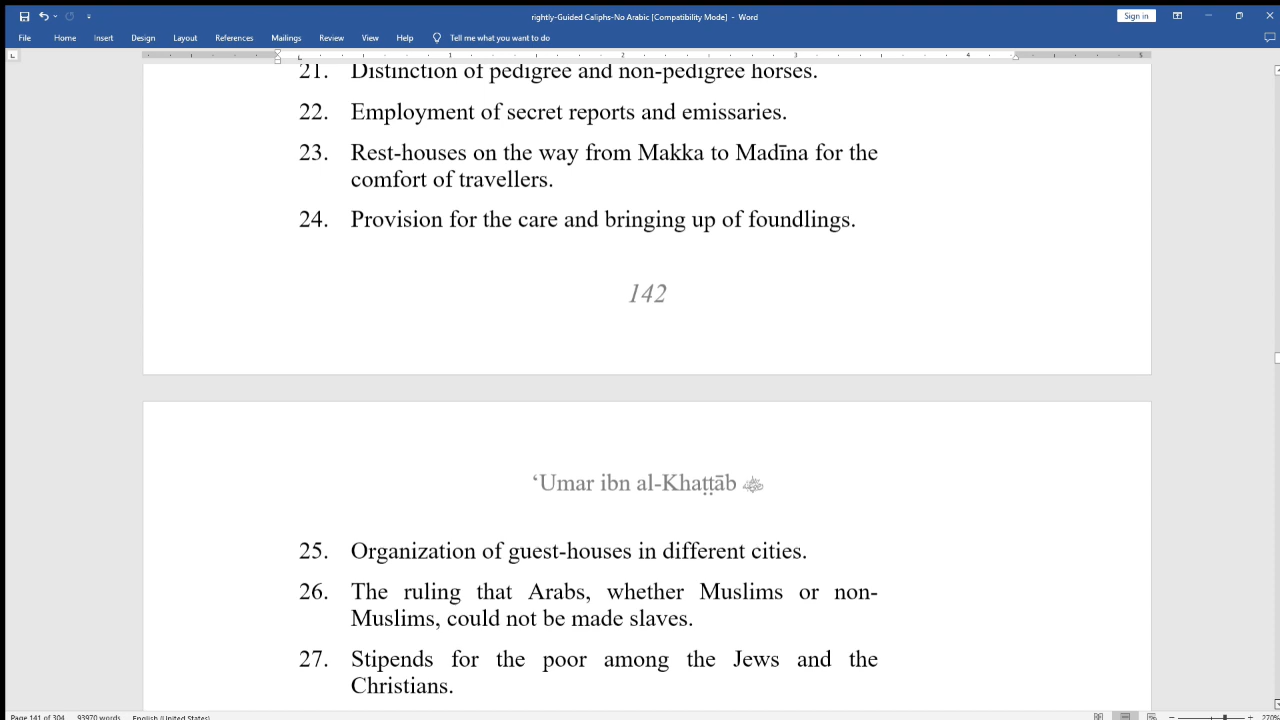 rightly-Guided Caliphs-No Arabic [Compatibility Mode] - Word
Sign in
File Home Insert Design Layout References Mailings Review View Help Tell me what you want to do
1 2 3 4 5
21. Distinction of pedigree and non-pedigree horses.
22. Employment of secret reports and emissaries.
23. Rest-houses on the way from Makka to Madīna for the
comfort of travellers.
24. Provision for the care and bringing up of foundlings.
142
‘Umar ibn al-Khaṭṭāb
25. Organization of guest-houses in different cities.
26. The ruling that Arabs, whether Muslims or non-
Muslims, could not be made slaves.
27. Stipends for the poor among the Jews and the
Christians.
Page 141 of 304 93970 words English (United States) 270%